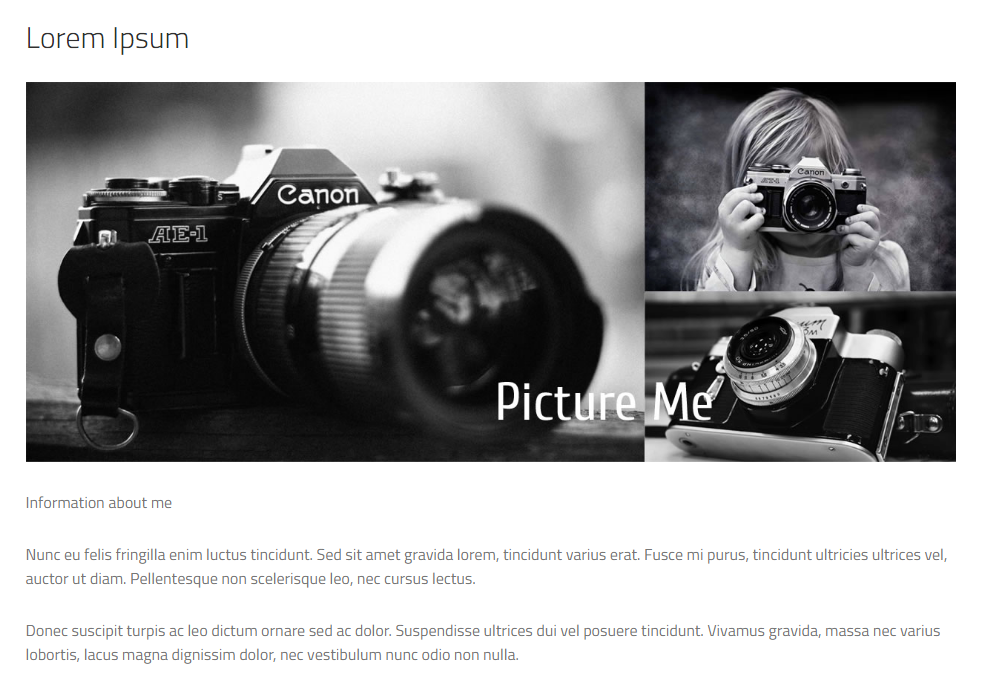 Lorem Ipsum
Canon
AE-1
Canon
AE-1
Picture Me
Information about me
Nunc eu felis fringilla enim luctus tincidunt. Sed sit amet gravida lorem, tincidunt varius erat. Fusce mi purus, tincidunt ultricies ultrices vel,
auctor ut diam. Pellentesque non scelerisque leo, nec cursus lectus.
Donec suscipit turpis ac leo dictum ornare sed ac dolor. Suspendisse ultrices dui vel posuere tincidunt. Vivamus gravida, massa nec varius
lobortis, lacus magna dignissim dolor, nec vestibulum nunc odio non nulla.